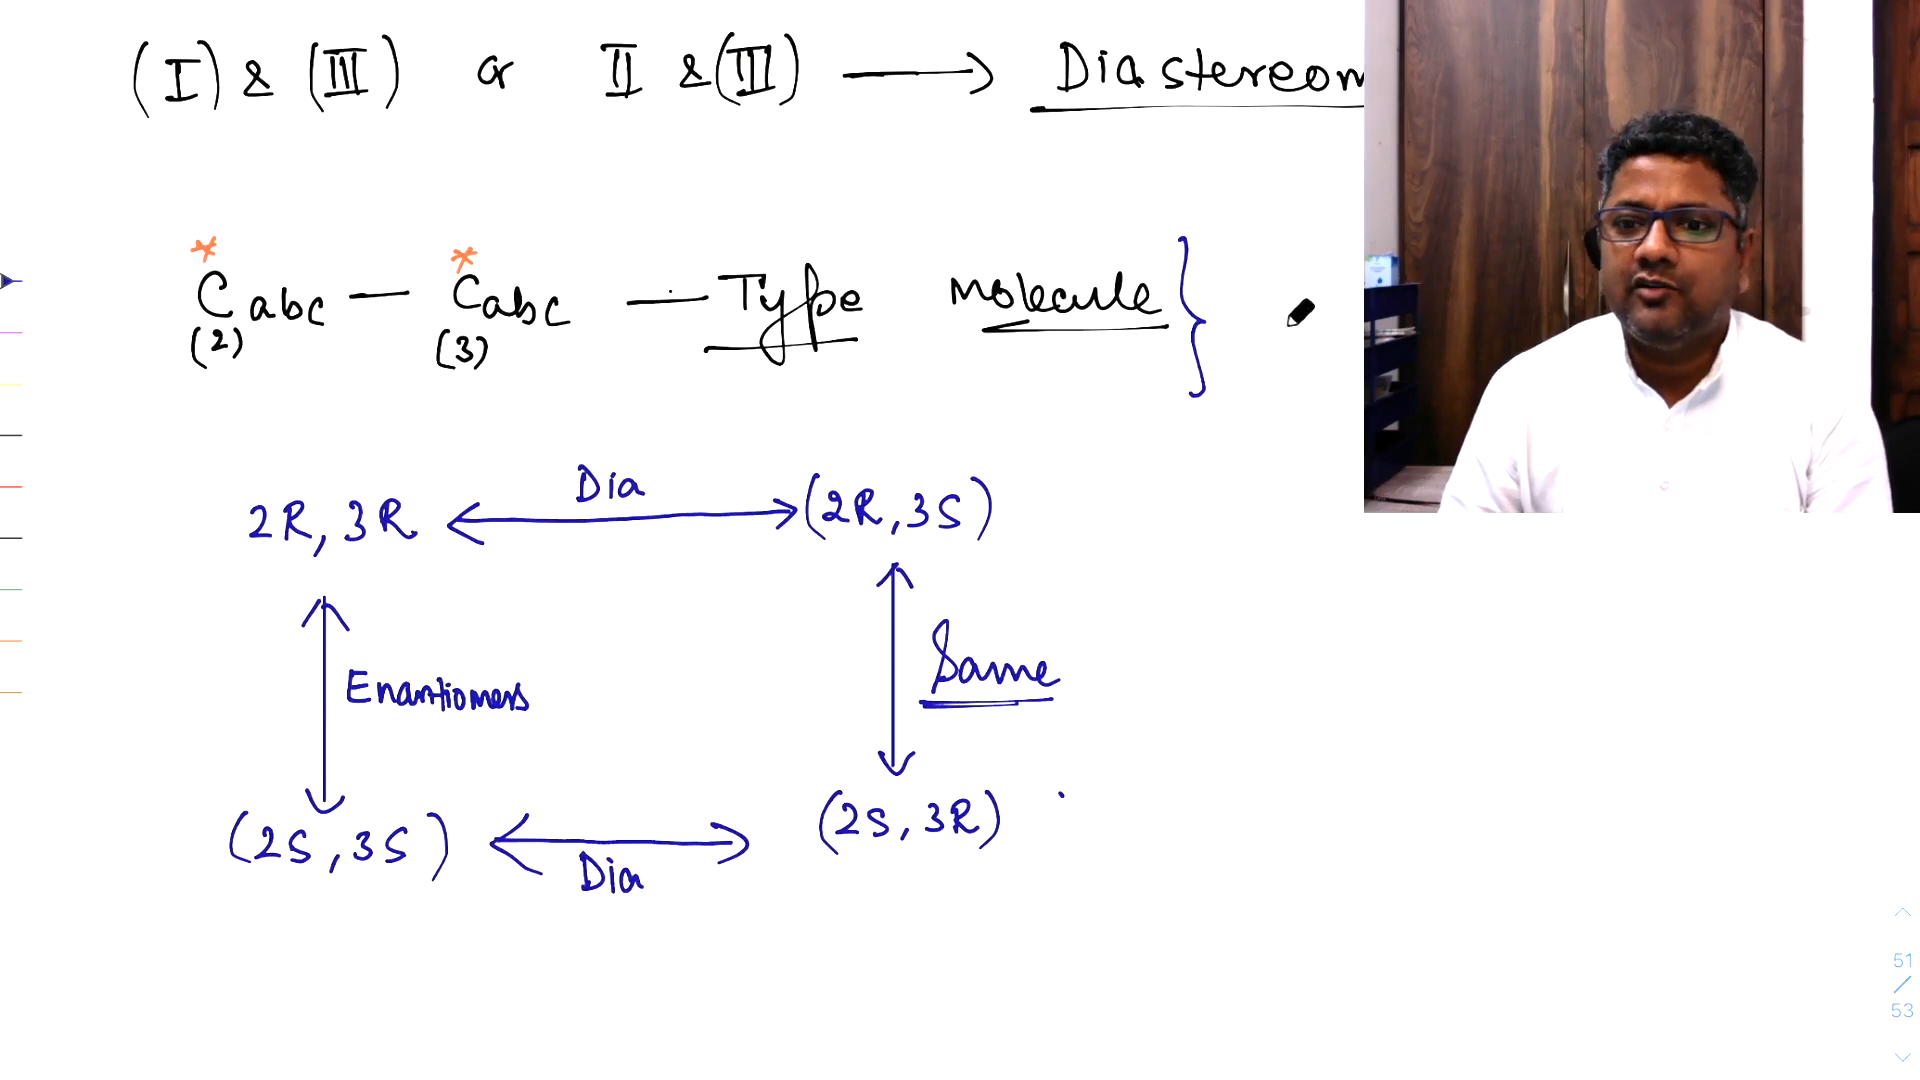 (I) & (III) or II & (III) → Diastereom
* *
Cabc — Cabc — Type Molecule }
(2) (3)
Dia
2R, 3R ↔ (2R, 3S)
Enantiomers Same
(2S, 3S) ↔ (2S, 3R)
Dia
51
/
53